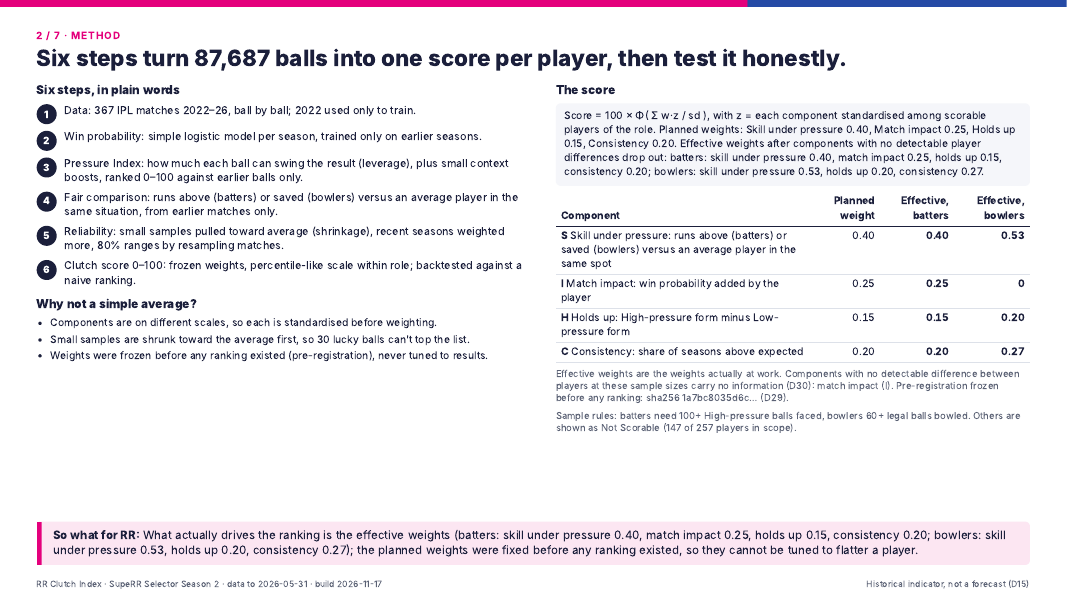 2 / 7 · METHOD
Six steps turn 87,687 balls into one score per player, then test it honestly.
Six steps, in plain words
1 Data: 367 IPL matches 2022–26, ball by ball; 2022 used only to train.
2 Win probability: simple logistic model per season, trained only on earlier seasons.
3 Pressure Index: how much each ball can swing the result (leverage), plus small context
boosts, ranked 0–100 against earlier balls only.
4 Fair comparison: runs above (batters) or saved (bowlers) versus an average player in the
same situation, from earlier matches only.
5 Reliability: small samples pulled toward average (shrinkage), recent seasons weighted
more, 80% ranges by resampling matches.
6 Clutch score 0–100: frozen weights, percentile-like scale within role; backtested against a
naive ranking.
Why not a simple average?
• Components are on different scales, so each is standardised before weighting.
• Small samples are shrunk toward the average first, so 30 lucky balls can't top the list.
• Weights were frozen before any ranking existed (pre-registration), never tuned to results.
The score
Score = 100 × Φ( Σ w·z / sd ), with z = each component standardised among scorable
players of the role. Planned weights: Skill under pressure 0.40, Match impact 0.25, Holds up
0.15, Consistency 0.20. Effective weights after components with no detectable player
differences drop out: batters: skill under pressure 0.40, match impact 0.25, holds up 0.15,
consistency 0.20; bowlers: skill under pressure 0.53, holds up 0.20, consistency 0.27.
Planned Effective, Effective,
Component weight batters bowlers
S Skill under pressure: runs above (batters) or 0.40 0.40 0.53
saved (bowlers) versus an average player in the
same spot
I Match impact: win probability added by the 0.25 0.25 0
player
H Holds up: High-pressure form minus Low- 0.15 0.15 0.20
pressure form
C Consistency: share of seasons above expected 0.20 0.20 0.27
Effective weights are the weights actually at work. Components with no detectable difference between
players at these sample sizes carry no information (D30): match impact (I). Pre-registration frozen
before any ranking: sha256 1a7bc8035d6c... (D29).
Sample rules: batters need 100+ High-pressure balls faced, bowlers 60+ legal balls bowled. Others are
shown as Not Scorable (147 of 257 players in scope).
So what for RR: What actually drives the ranking is the effective weights (batters: skill under pressure 0.40, match impact 0.25, holds up 0.15, consistency 0.20; bowlers: skill
under pressure 0.53, holds up 0.20, consistency 0.27); the planned weights were fixed before any ranking existed, so they cannot be tuned to flatter a player.
RR Clutch Index · SupeRR Selector Season 2 · data to 2026-05-31 · build 2026-11-17
Historical indicator, not a forecast (D15)